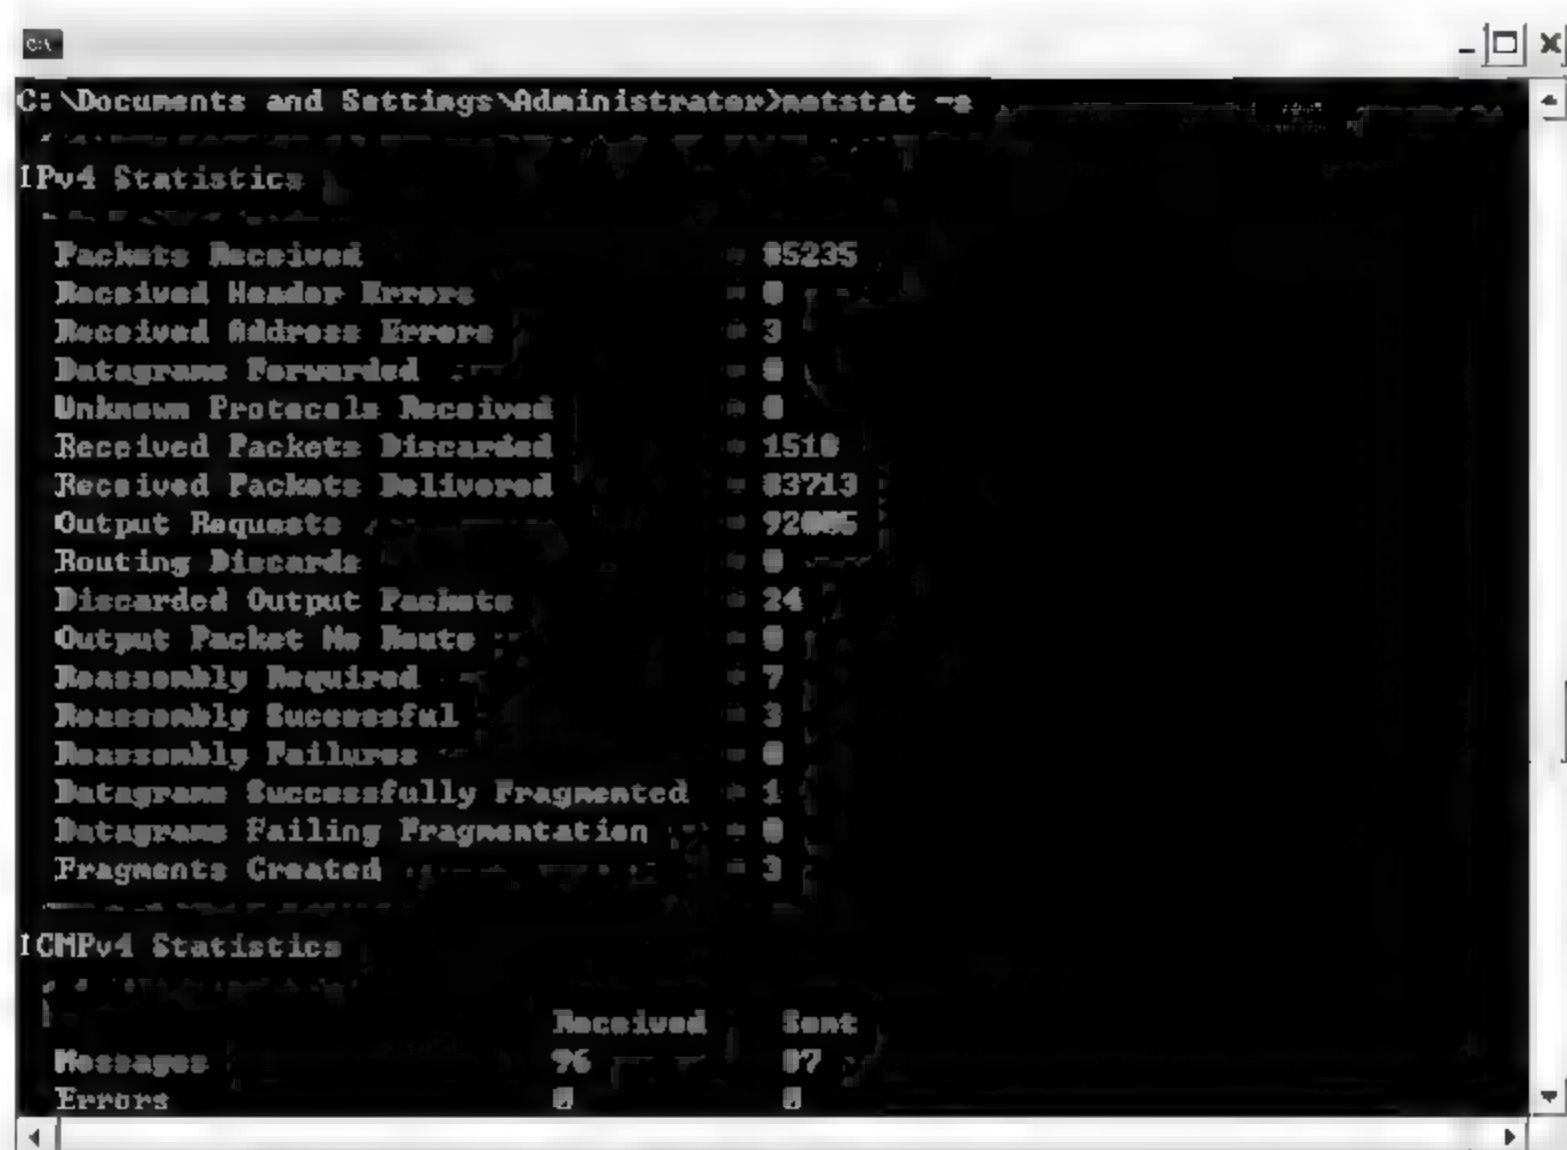 C:\Documents and Settings\Administrator>netstat -s
IPv4 Statistics
Packets Received = 85235
Received Header Errors = 0
Received Address Errors = 3
Datagrams Forwarded = 0
Unknown Protocols Received = 0
Received Packets Discarded = 1510
Received Packets Delivered = 83713
Output Requests =
Routing Discards = 0
Discarded Output Packets = 24
Output Packet No Route = 0
Reassembly Required = 7
Reassembly Successful = 3
Reassembly Failures = 0
Datagrams Successfully Fragmented = 1
Datagrams Failing Fragmentation = 0
Fragments Created = 3
ICMPv4 Statistics
Received Sent
Messages 96 87
Errors 0 0